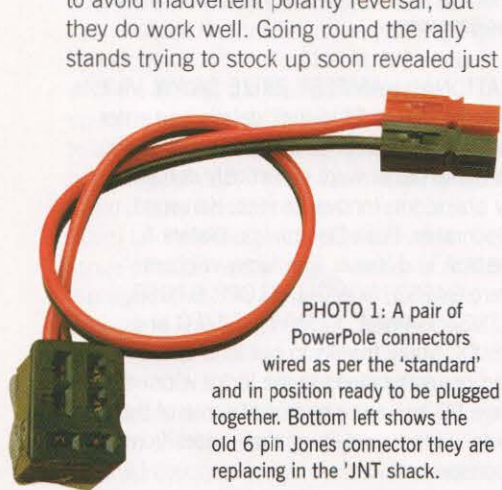 to avoid inadvertent polarity reversal, but
they do work well. Going round the rally
stands trying to stock up soon revealed just
PHOTO 1: A pair of
PowerPole connectors
wired as per the ‘standard’
and in position ready to be plugged
together. Bottom left shows the
old 6 pin Jones connector they are
replacing in the ’JNT shack.